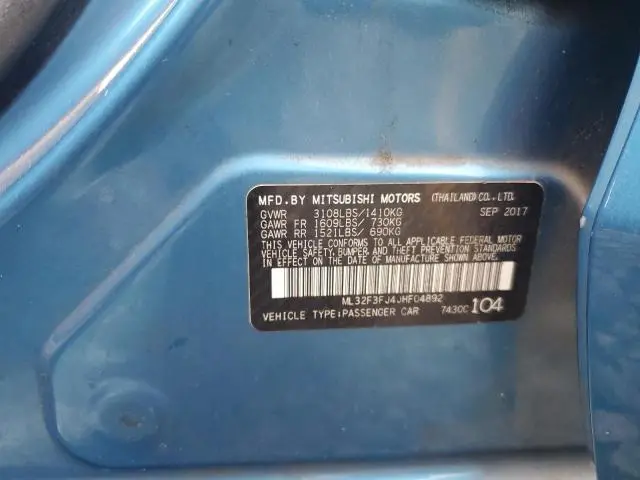 MFD.BY MITSUBISHI MOTORS (THAILAND)CO.,LTD.
GVWR 3108LBS/1410KG SEP 2017
GAWR FR 1609LBS/ 730KG
GAWR RR 1521LBS/ 690KG
THIS VEHICLE CONFORMS TO ALL APPLICABLE FEDERAL MOTOR
VEHICLE SAFETY, BUMPER AND THEFT PREVENTION STANDARDS
IN EFFECT ON THE DATE OF MANUFACTURE SHOWN ABOVE.
ML32F3FJ4JHF04892
VEHICLE TYPE:PASSENGER CAR 7430C 104